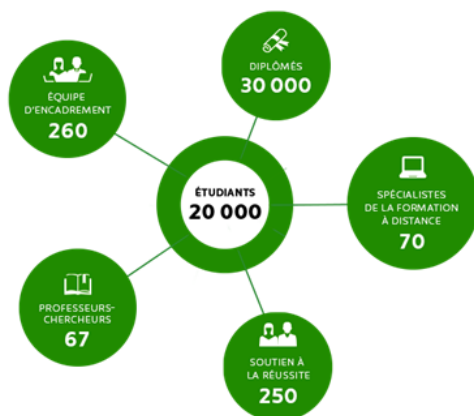 DIPLÔMÉS
30 000
ÉQUIPE
D'ENCADREMENT
260
ÉTUDIANTS
20 000
SPÉCIALISTES
DE LA FORMATION
À DISTANCE
70
PROFESSEURS-
CHERCHEURS
67
SOUTIEN À
LA RÉUSSITE
250